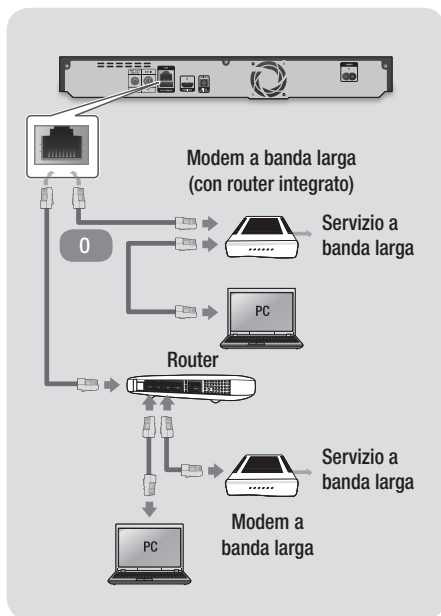 Modem a banda larga
(con router integrato)
0
Servizio a
banda larga
PC
Router
Servizio a
banda larga
Modem a
banda larga
PC